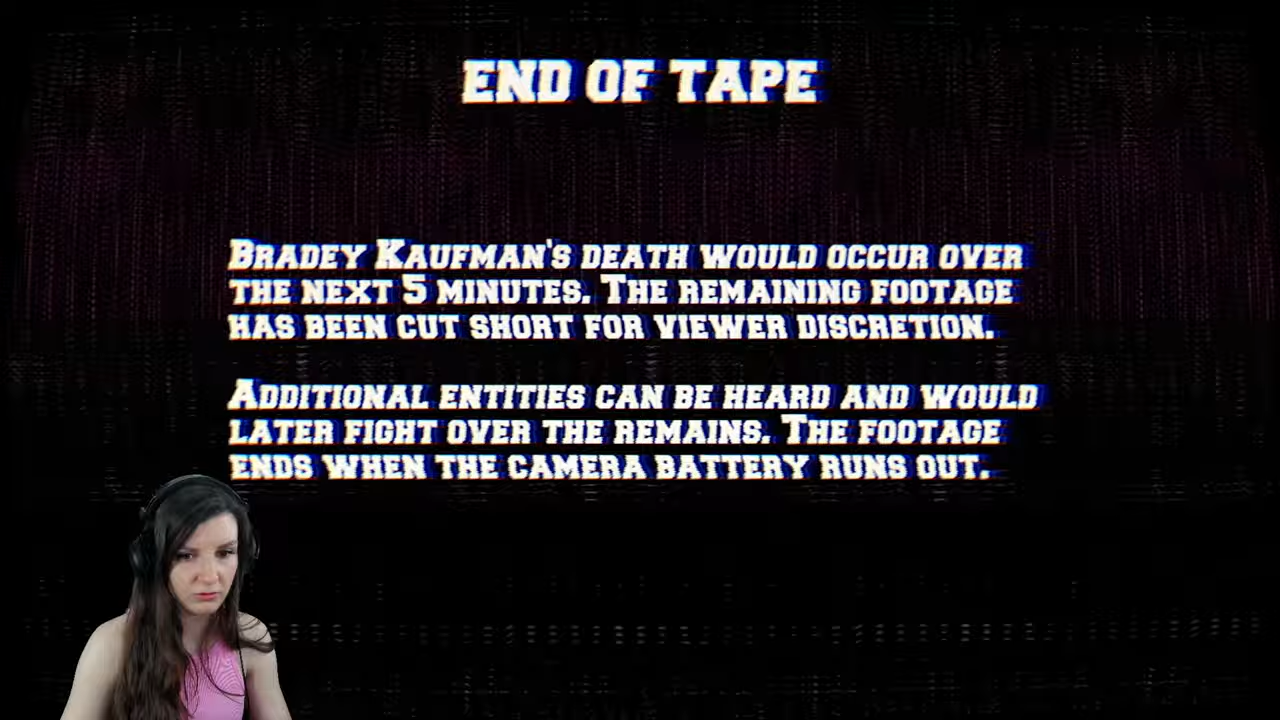 END OF TAPE
BRADEY KAUFMAN'S DEATH WOULD OCCUR OVER
THE NEXT 5 MINUTES. THE REMAINING FOOTAGE
HAS BEEN CUT SHORT FOR VIEWER DISCRETION.
ADDITIONAL ENTITIES CAN BE HEARD AND WOULD
LATER FIGHT OVER THE REMAINS. THE FOOTAGE
ENDS WHEN THE CAMERA BATTERY RUNS OUT.